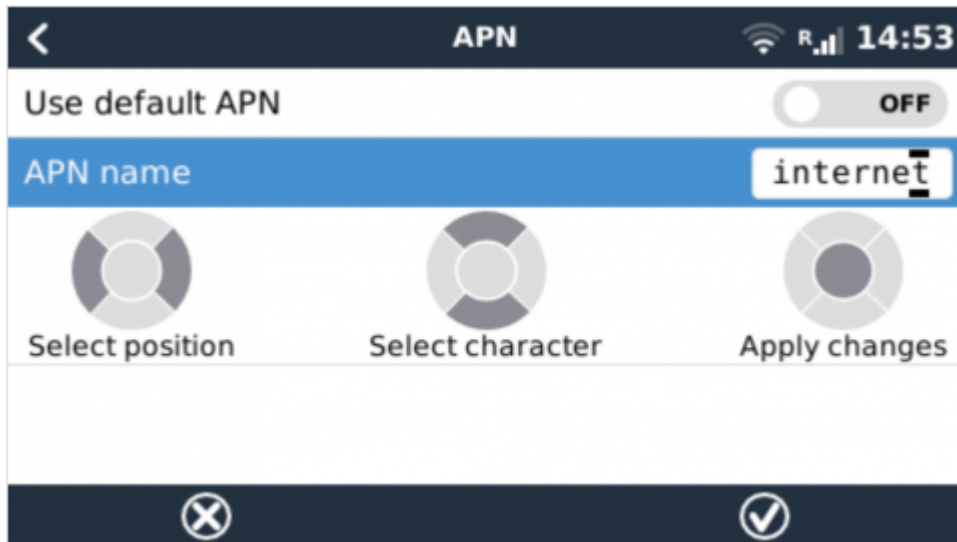 APN R 14:53
Use default APN OFF
APN name internet
Select position Select character Apply changes